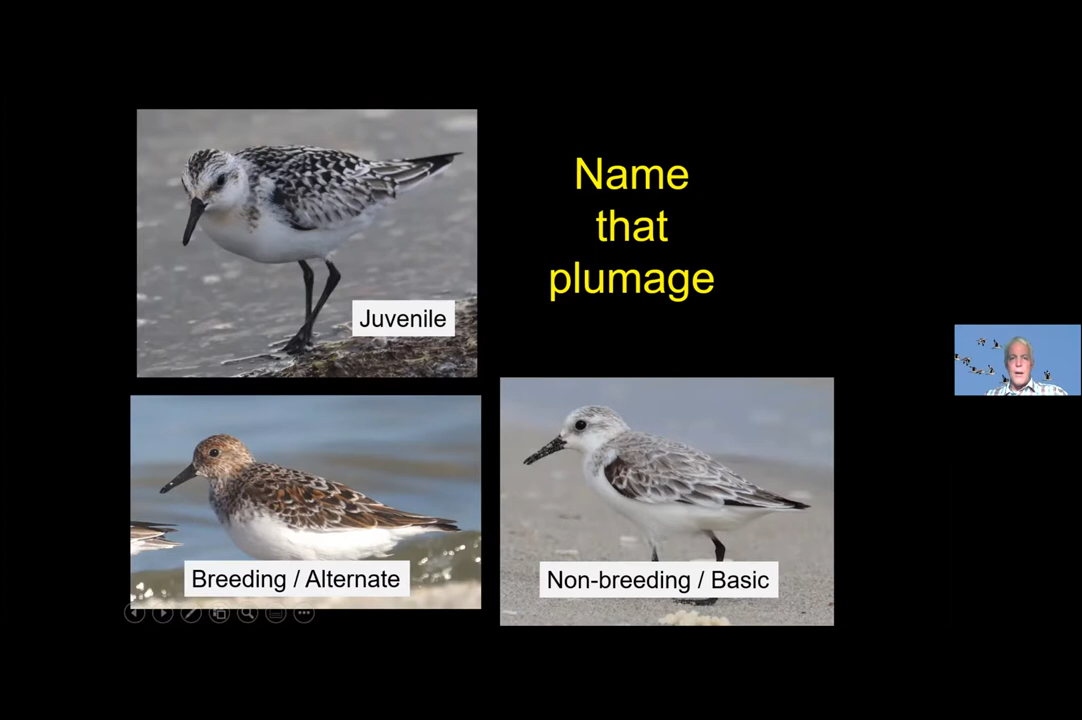 Name
that
plumage
Juvenile
Breeding / Alternate
Non-breeding / Basic